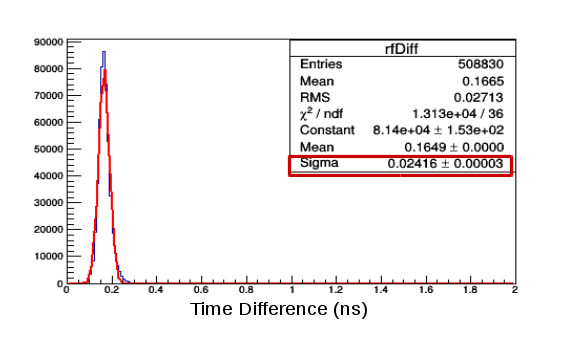 90000
80000
70000
60000
50000
40000
30000
20000
10000
0
0 0.2 0.4 0.6 0.8 1 1.2 1.4 1.6 1.8 2
Time Difference (ns)
rfDiff
Entries 508830
Mean 0.1665
RMS 0.02713
χ² / ndf 1.313e+04 / 36
Constant 8.14e+04 ± 1.53e+02
Mean 0.1649 ± 0.0000
Sigma 0.02416 ± 0.00003